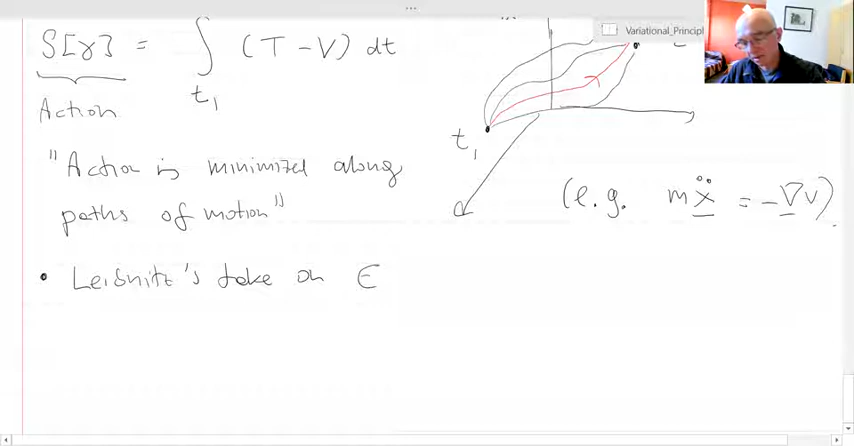 Variational_Principl
S[γ] = ∫ (T - V) dt
t₁
Action
t₁
"Action is minimized along
paths of motion"
(e.g. mẍ = -∇V)
• Leibnitz's take on ∈